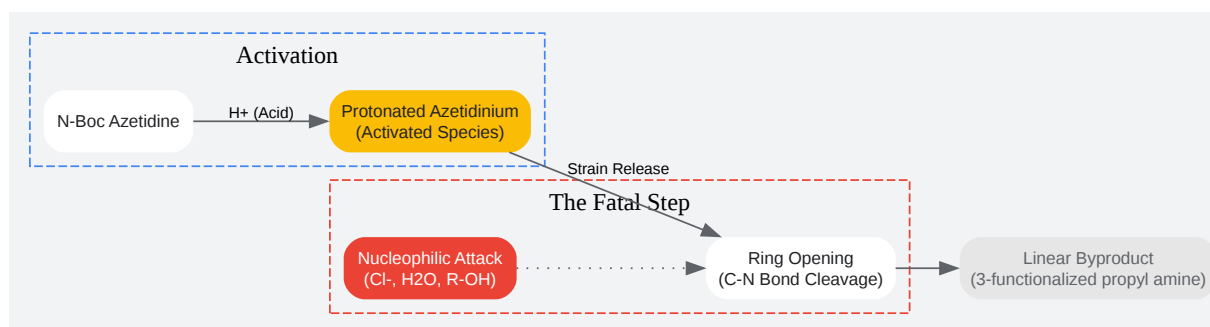 Activation
N-Boc Azetidine
H+ (Acid)
Protonated Azetidinium
(Activated Species)
Strain Release
The Fatal Step
Nucleophilic Attack
(Cl-, H2O, R-OH)
Ring Opening
(C-N Bond Cleavage)
Linear Byproduct
(3-functionalized propyl amine)